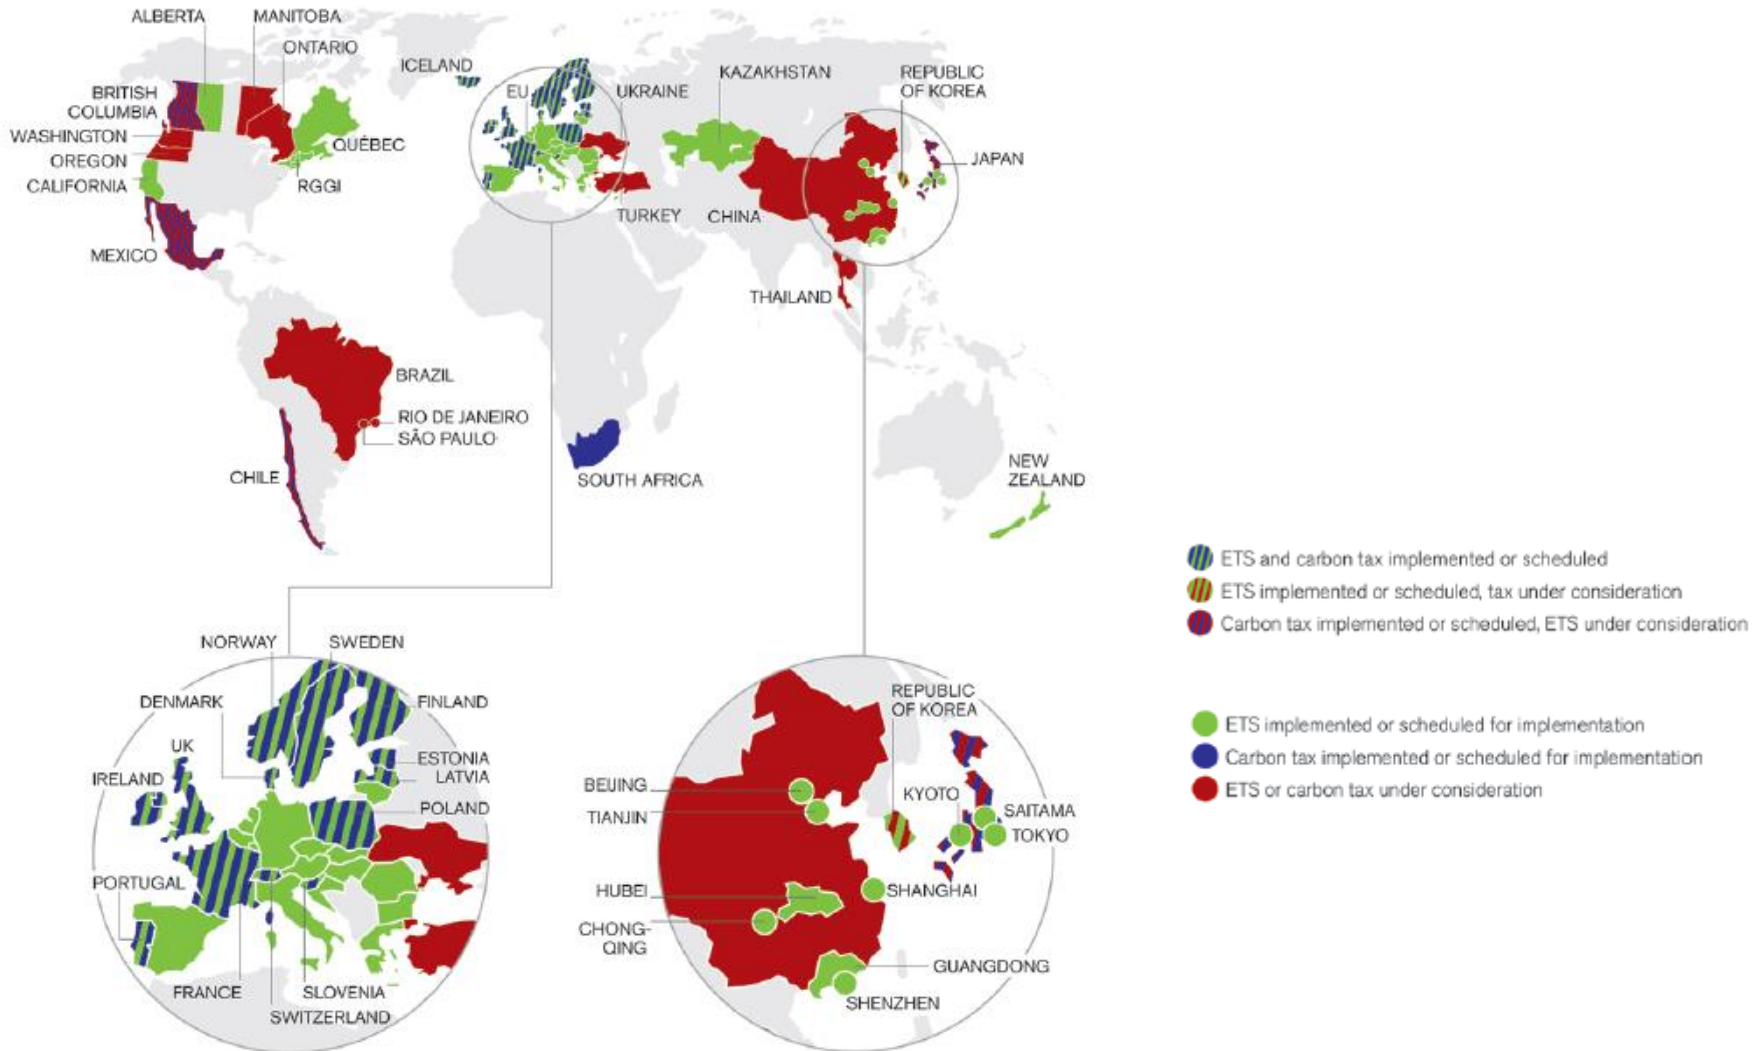 ALBERTA
MANITOBA
ONTARIO
ICELAND
BRITISH
COLUMBIA
WASHINGTON
OREGON
CALIFORNIA
QUÉBEC
RGGI
MEXICO
EU
UKRAINE
TURKEY
KAZAKHSTAN
CHINA
REPUBLIC
OF KOREA
JAPAN
THAILAND
BRAZIL
RIO DE JANEIRO
SÃO PAULO
CHILE
SOUTH AFRICA
NEW
ZEALAND
ETS and carbon tax implemented or scheduled
ETS implemented or scheduled, tax under consideration
Carbon tax implemented or scheduled, ETS under consideration
ETS implemented or scheduled for implementation
Carbon tax implemented or scheduled for implementation
ETS or carbon tax under consideration
NORWAY
SWEDEN
DENMARK
FINLAND
UK
IRELAND
ESTONIA
LATVIA
POLAND
PORTUGAL
FRANCE
SLOVENIA
SWITZERLAND
REPUBLIC
OF KOREA
BEIJING
TIANJIN
KYOTO
SAITAMA
TOKYO
HUBEI
SHANGHAI
CHONG-
QING
GUANGDONG
SHENZHEN